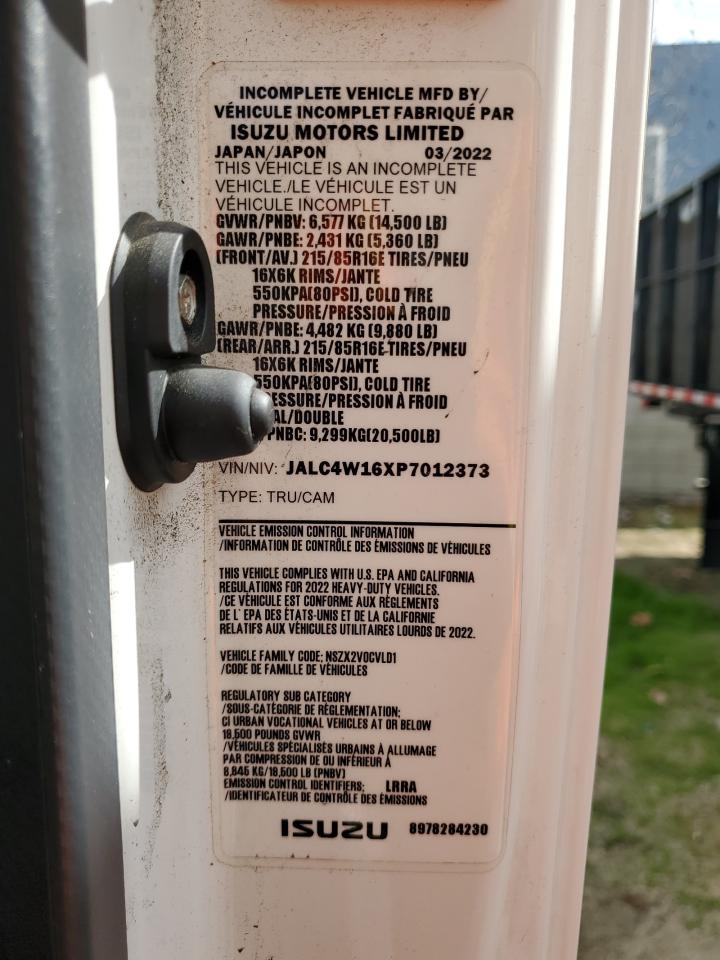 INCOMPLETE VEHICLE MFD BY/
VÉHICULE INCOMPLET FABRIQUÉ PAR
ISUZU MOTORS LIMITED
JAPAN/JAPON 03/2022
THIS VEHICLE IS AN INCOMPLETE
VEHICLE./LE VÉHICULE EST UN
VÉHICULE INCOMPLET.
GVWR/PNBV: 6,577 KG (14,500 LB)
GAWR/PNBE: 2,431 KG (5,360 LB)
(FRONT/AV.) 215/85R16E TIRES/PNEU
16X6K RIMS/JANTE
550KPA(80PSI), COLD TIRE
PRESSURE/PRESSION À FROID
GAWR/PNBE: 4,482 KG (9,880 LB)
(REAR/ARR.) 215/85R16E TIRES/PNEU
16X6K RIMS/JANTE
550KPA(80PSI), COLD TIRE
ESSURE/PRESSION À FROID
AL/DOUBLE
/PNBC: 9,299KG(20,500LB)
VIN/NIV: JALC4W16XP7012373
TYPE: TRU/CAM
VEHICLE EMISSION CONTROL INFORMATION
/INFORMATION DE CONTRÔLE DES ÉMISSIONS DE VÉHICULES
THIS VEHICLE COMPLIES WITH U.S. EPA AND CALIFORNIA
REGULATIONS FOR 2022 HEAVY-DUTY VEHICLES.
/CE VÉHICULE EST CONFORME AUX RÈGLEMENTS
DE L' EPA DES ÉTATS-UNIS ET DE LA CALIFORNIE
RELATIFS AUX VÉHICULES UTILITAIRES LOURDS DE 2022.
VEHICLE FAMILY CODE; NSZX2VOCVLD1
/CODE DE FAMILLE DE VÉHICULES
REGULATORY SUB CATEGORY
/SOUS-CATÉGORIE DE RÈGLEMENTATION;
CI URBAN VOCATIONAL VEHICLES AT OR BELOW
18,500 POUNDS GVWR
/VÉHICULES SPÉCIALISÉS URBAINS À ALLUMAGE
PAR COMPRESSION DE OU INFÉRIEUR À
8,845 KG/18,500 LB (PNBV)
EMISSION CONTROL IDENTIFIERS; LRRA
/IDENTIFICATEUR DE CONTRÔLE DES ÉMISSIONS
ISUZU 8978284230